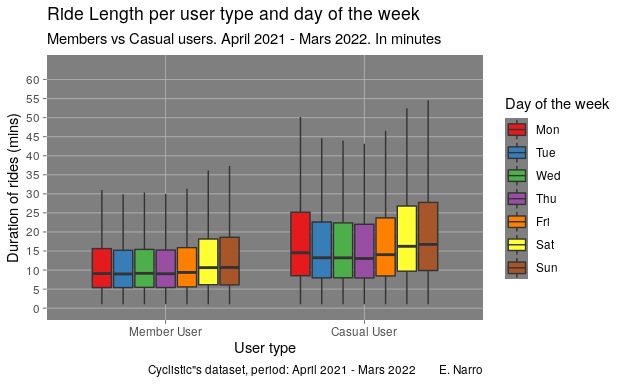 Ride Length per user type and day of the week
Members vs Casual users. April 2021 - Mars 2022. In minutes
Duration of rides (mins)
60
55
50
45
40
35
30
25
20
15
10
5
0
Member User
Casual User
User type
Day of the week
Mon
Tue
Wed
Thu
Fri
Sat
Sun
Cyclistic"s dataset, period: April 2021 - Mars 2022 E. Narro